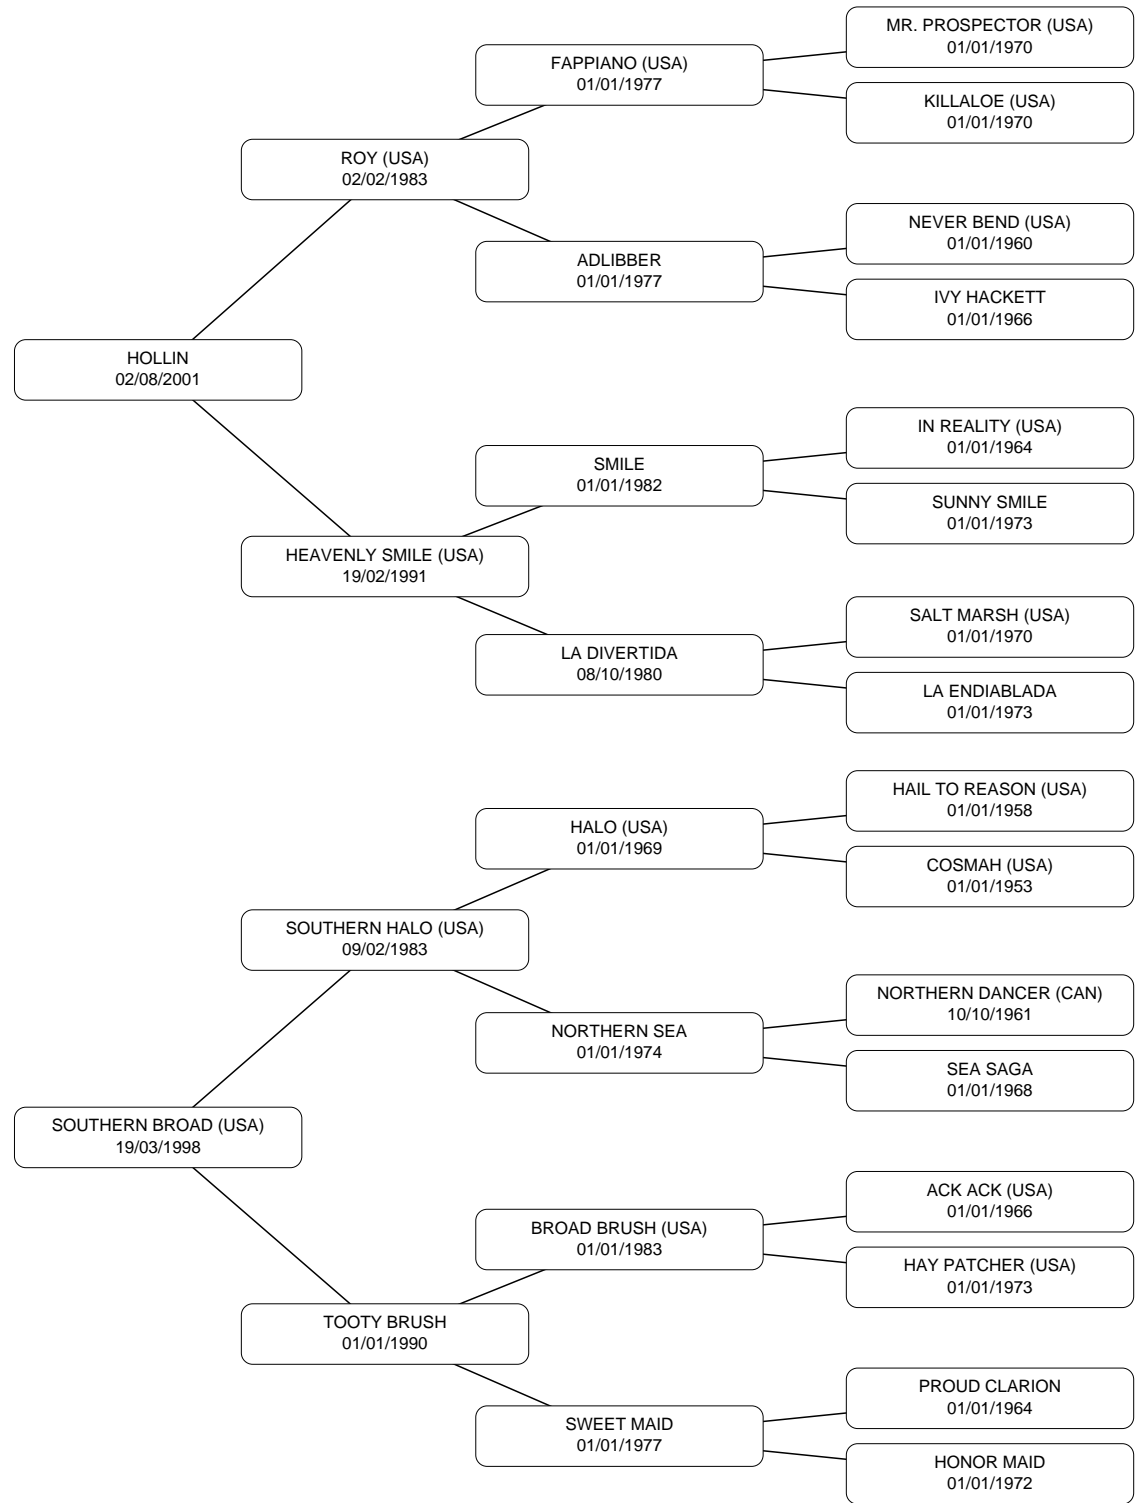 MR. PROSPECTOR (USA)
01/01/1970
FAPPIANO (USA)
01/01/1977
KILLALOE (USA)
01/01/1970
ROY (USA)
02/02/1983
NEVER BEND (USA)
01/01/1960
ADLIBBER
01/01/1977
IVY HACKETT
01/01/1966
HOLLIN
02/08/2001
IN REALITY (USA)
01/01/1964
SMILE
01/01/1982
SUNNY SMILE
01/01/1973
HEAVENLY SMILE (USA)
19/02/1991
SALT MARSH (USA)
01/01/1970
LA DIVERTIDA
08/10/1980
LA ENDIABLADA
01/01/1973
HAIL TO REASON (USA)
01/01/1958
HALO (USA)
01/01/1969
COSMAH (USA)
01/01/1953
SOUTHERN HALO (USA)
09/02/1983
NORTHERN DANCER (CAN)
10/10/1961
NORTHERN SEA
01/01/1974
SEA SAGA
01/01/1968
SOUTHERN BROAD (USA)
19/03/1998
ACK ACK (USA)
01/01/1966
BROAD BRUSH (USA)
01/01/1983
HAY PATCHER (USA)
01/01/1973
TOOTY BRUSH
01/01/1990
PROUD CLARION
01/01/1964
SWEET MAID
01/01/1977
HONOR MAID
01/01/1972